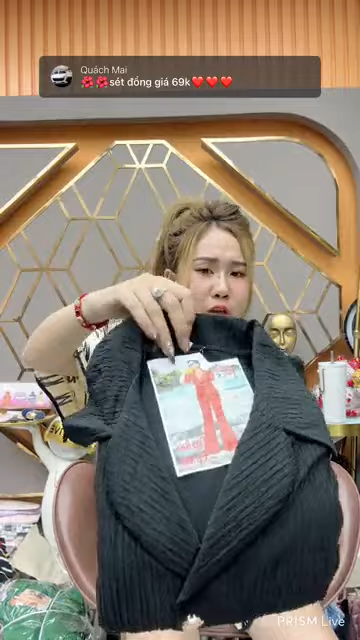 Quách Mai
🌺🌺sét đồng giá 69k❤️❤️❤️
PRISM Live